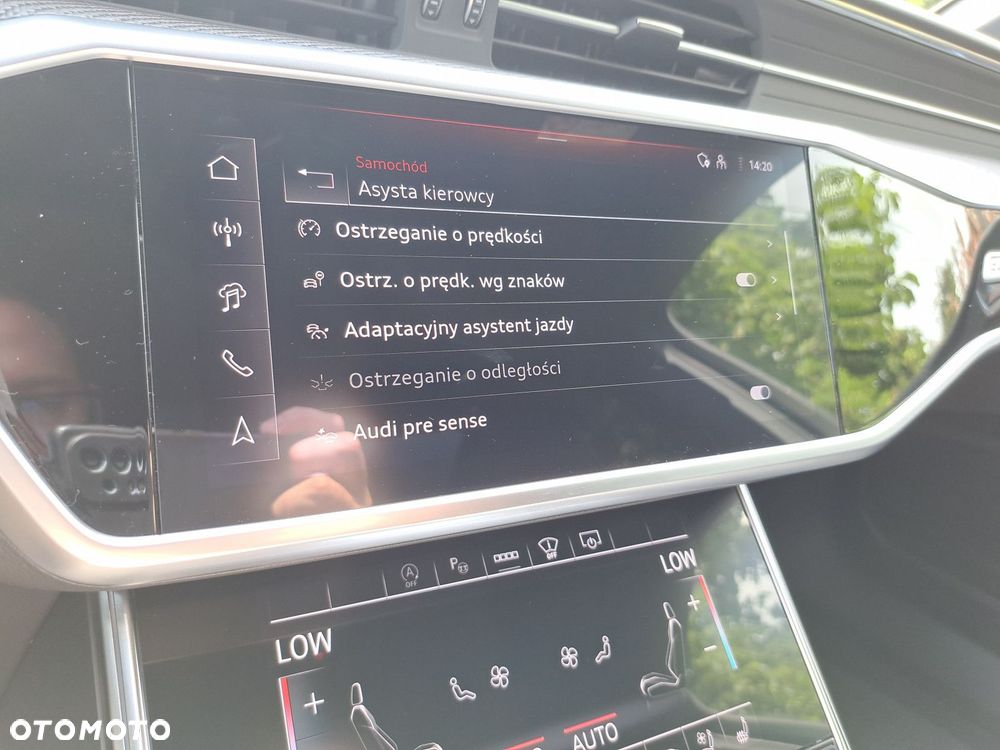 Samochód
14:20
Asysta kierowcy
Ostrzeganie o prędkości
Ostrz. o prędk. wg znaków
Adaptacyjny asystent jazdy
Ostrzeganie o odległości
Audi pre sense
A
OFF
P
OFF
LOW
LOW
+
−
+
AUTO
OTOMOTO